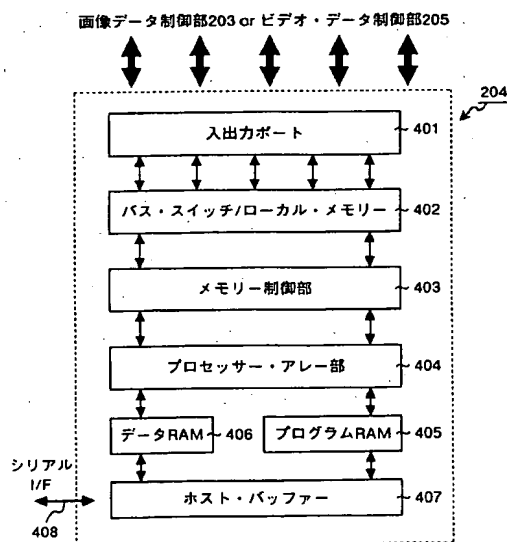 画像データ制御部203 or ビデオ・データ制御部205
204
入出力ポート
401
バス・スイッチ/ローカル・メモリー
402
メモリー制御部
403
プロセッサー・アレー部
404
データRAM
406
プログラムRAM
405
シリアル
I/F
408
ホスト・バッファー
407